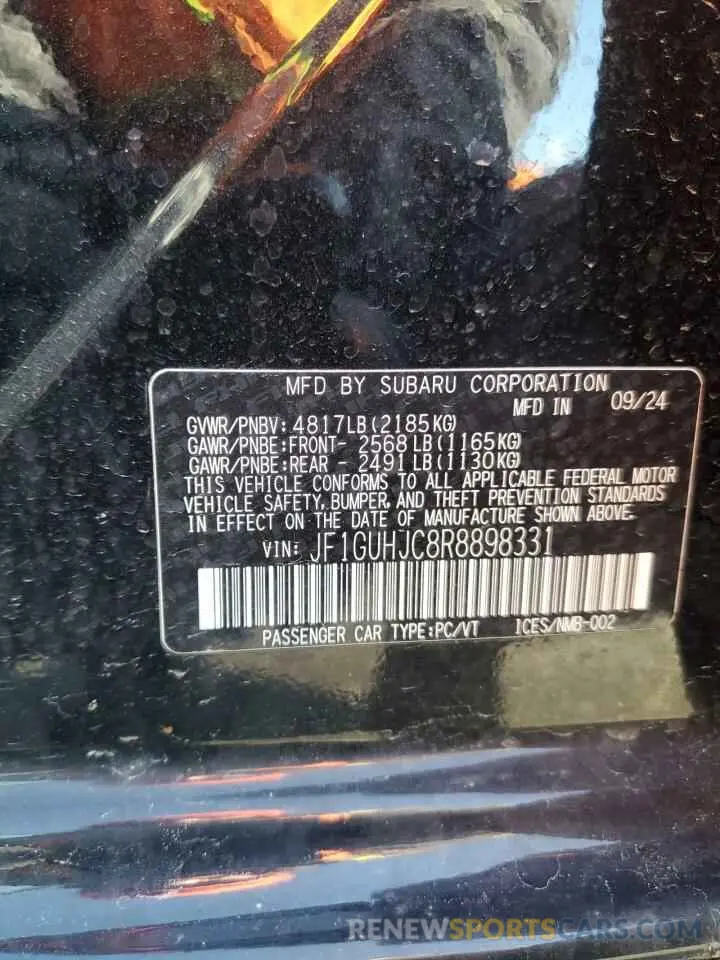 MFD BY SUBARU CORPORATION
MFD IN 09/24
GVWR/PNBV: 4817LB(2185KG)
GAWR/PNBE:FRONT- 2568LB(1165KG)
GAWR/PNBE:REAR - 2491LB(1130KG)
THIS VEHICLE CONFORMS TO ALL APPLICABLE FEDERAL MOTOR
VEHICLE SAFETY, BUMPER, AND THEFT PREVENTION STANDARDS
IN EFFECT ON THE DATE OF MANUFACTURE SHOWN ABOVE.
VIN: JF1GUHJC8R8898331
PASSENGER CAR TYPE:PC/VT ICES/NMB-002
RENEWSPORTSCARS.COM